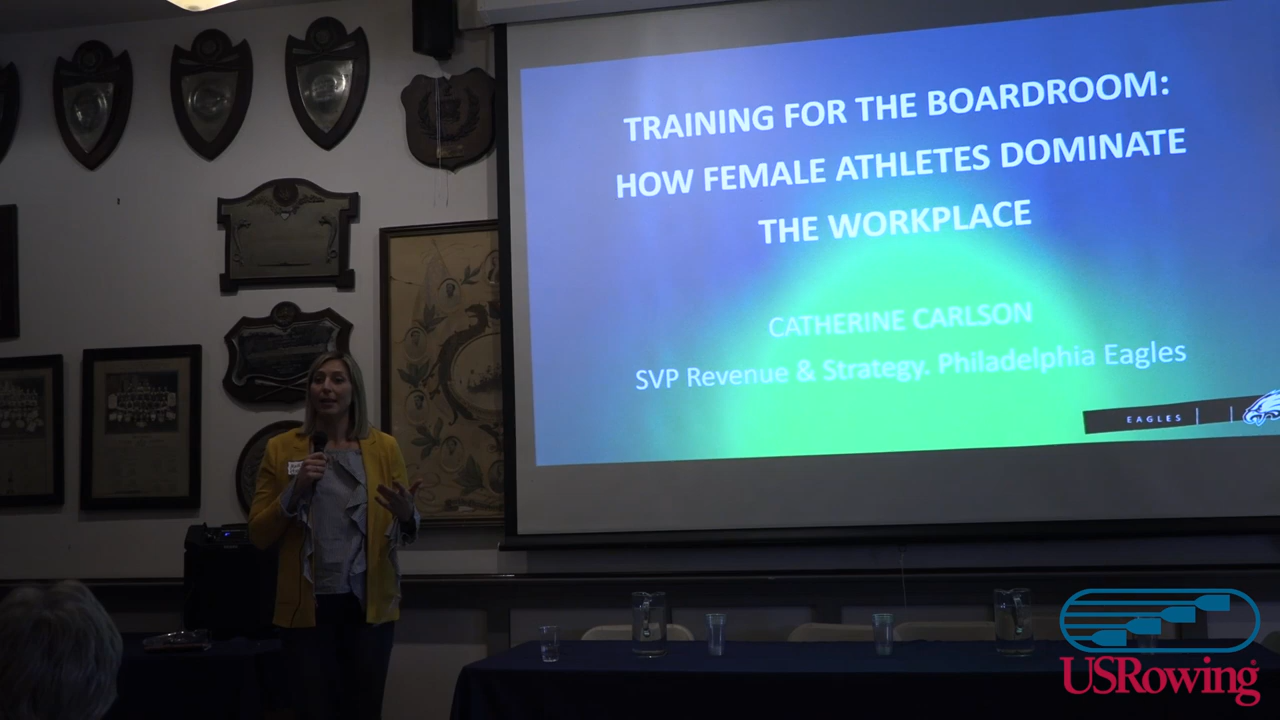 TRAINING FOR THE BOARDROOM:
HOW FEMALE ATHLETES DOMINATE
THE WORKPLACE
CATHERINE CARLSON
SVP Revenue & Strategy. Philadelphia Eagles
EAGLES
USRowing